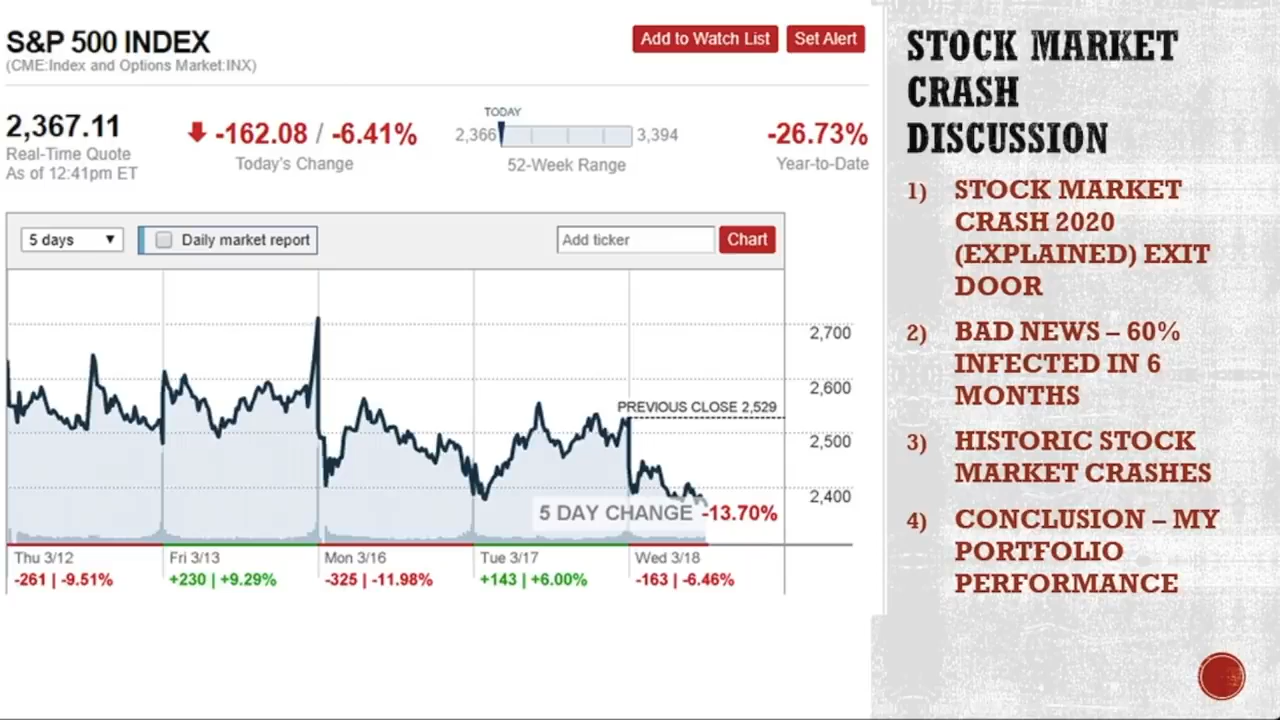 S&P 500 INDEX
(CME:Index and Options Market:INX)
Add to Watch List
Set Alert
2,367.11
Real-Time Quote
As of 12:41pm ET
-162.08 / -6.41%
Today's Change
TODAY
2,366
3,394
52-Week Range
-26.73%
Year-to-Date
5 days
Daily market report
Add ticker
Chart
2,700
2,600
PREVIOUS CLOSE 2,529
2,500
2,400
5 DAY CHANGE -13.70%
Thu 3/12
-261 | -9.51%
Fri 3/13
+230 | +9.29%
Mon 3/16
-325 | -11.98%
Tue 3/17
+143 | +6.00%
Wed 3/18
-163 | -6.46%
STOCK MARKET
CRASH
DISCUSSION
1) STOCK MARKET
CRASH 2020
(EXPLAINED) EXIT
DOOR
2) BAD NEWS – 60%
INFECTED IN 6
MONTHS
3) HISTORIC STOCK
MARKET CRASHES
4) CONCLUSION – MY
PORTFOLIO
PERFORMANCE